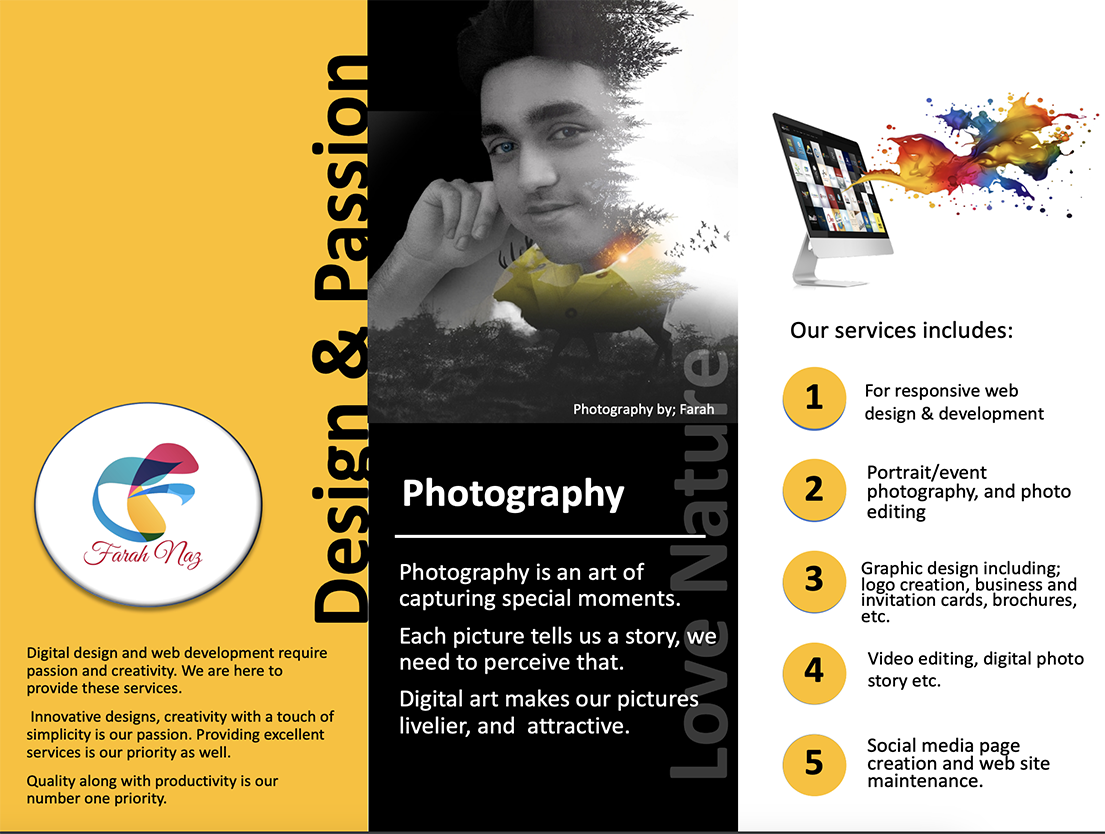 Design & Passion
Farah Naz
Digital design and web development require
passion and creativity. We are here to
provide these services.
Innovative designs, creativity with a touch of
simplicity is our passion. Providing excellent
services is our priority as well.
Quality along with productivity is our
number one priority.
Photography by; Farah
Love Nature
Photography
Photography is an art of
capturing special moments.
Each picture tells us a story, we
need to perceive that.
Digital art makes our pictures
livelier, and attractive.
Our services includes:
1
For responsive web
design & development
2
Portrait/event
photography, and photo
editing
3
Graphic design including;
logo creation, business and
invitation cards, brochures,
etc.
4
Video editing, digital photo
story etc.
5
Social media page
creation and web site
maintenance.